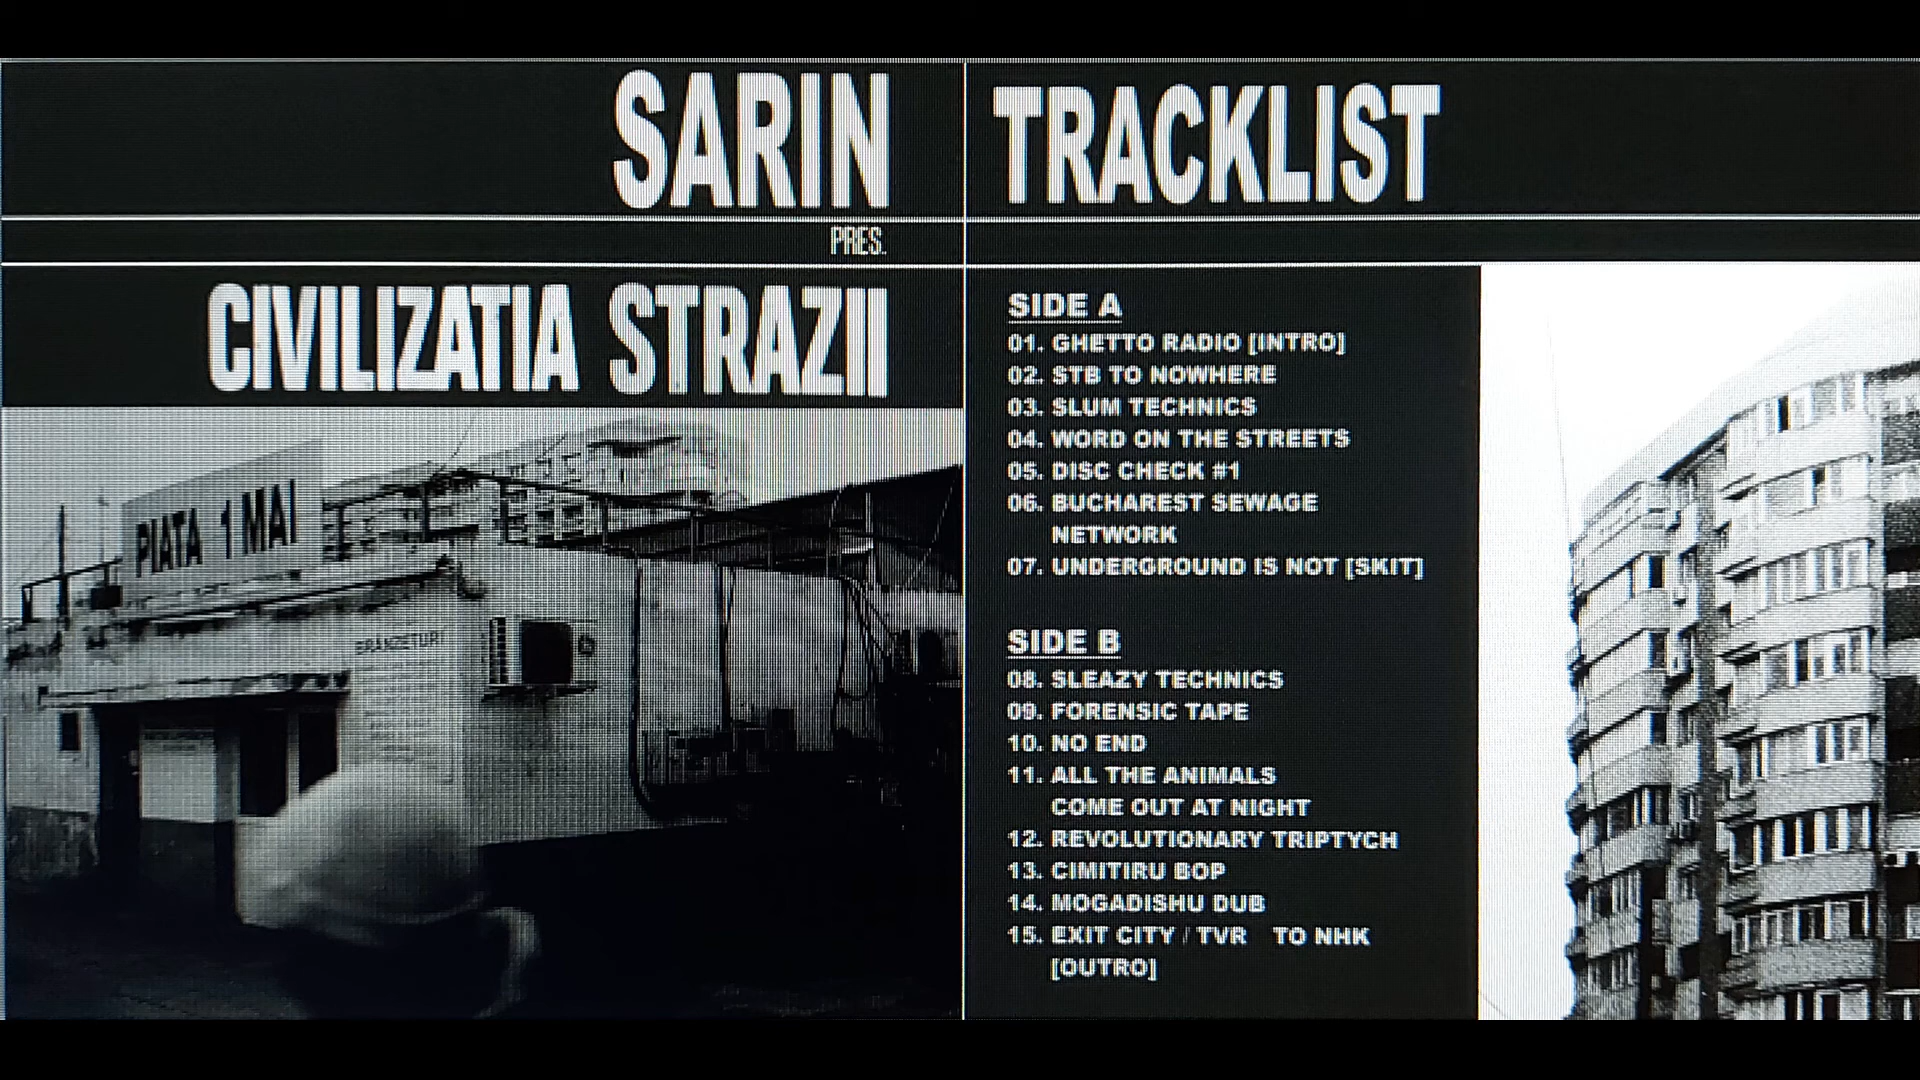 SARIN
PRES.
CIVILIZATIA STRAZII
PIATA 1 MAI
BRANZETURI
TRACKLIST
SIDE A
01. GHETTO RADIO [INTRO]
02. STB TO NOWHERE
03. SLUM TECHNICS
04. WORD ON THE STREETS
05. DISC CHECK #1
06. BUCHAREST SEWAGE
NETWORK
07. UNDERGROUND IS NOT [SKIT]
SIDE B
08. SLEAZY TECHNICS
09. FORENSIC TAPE
10. NO END
11. ALL THE ANIMALS
COME OUT AT NIGHT
12. REVOLUTIONARY TRIPTYCH
13. CIMITIRU BOP
14. MOGADISHU DUB
15. EXIT CITY / TVR TO NHK
[OUTRO]